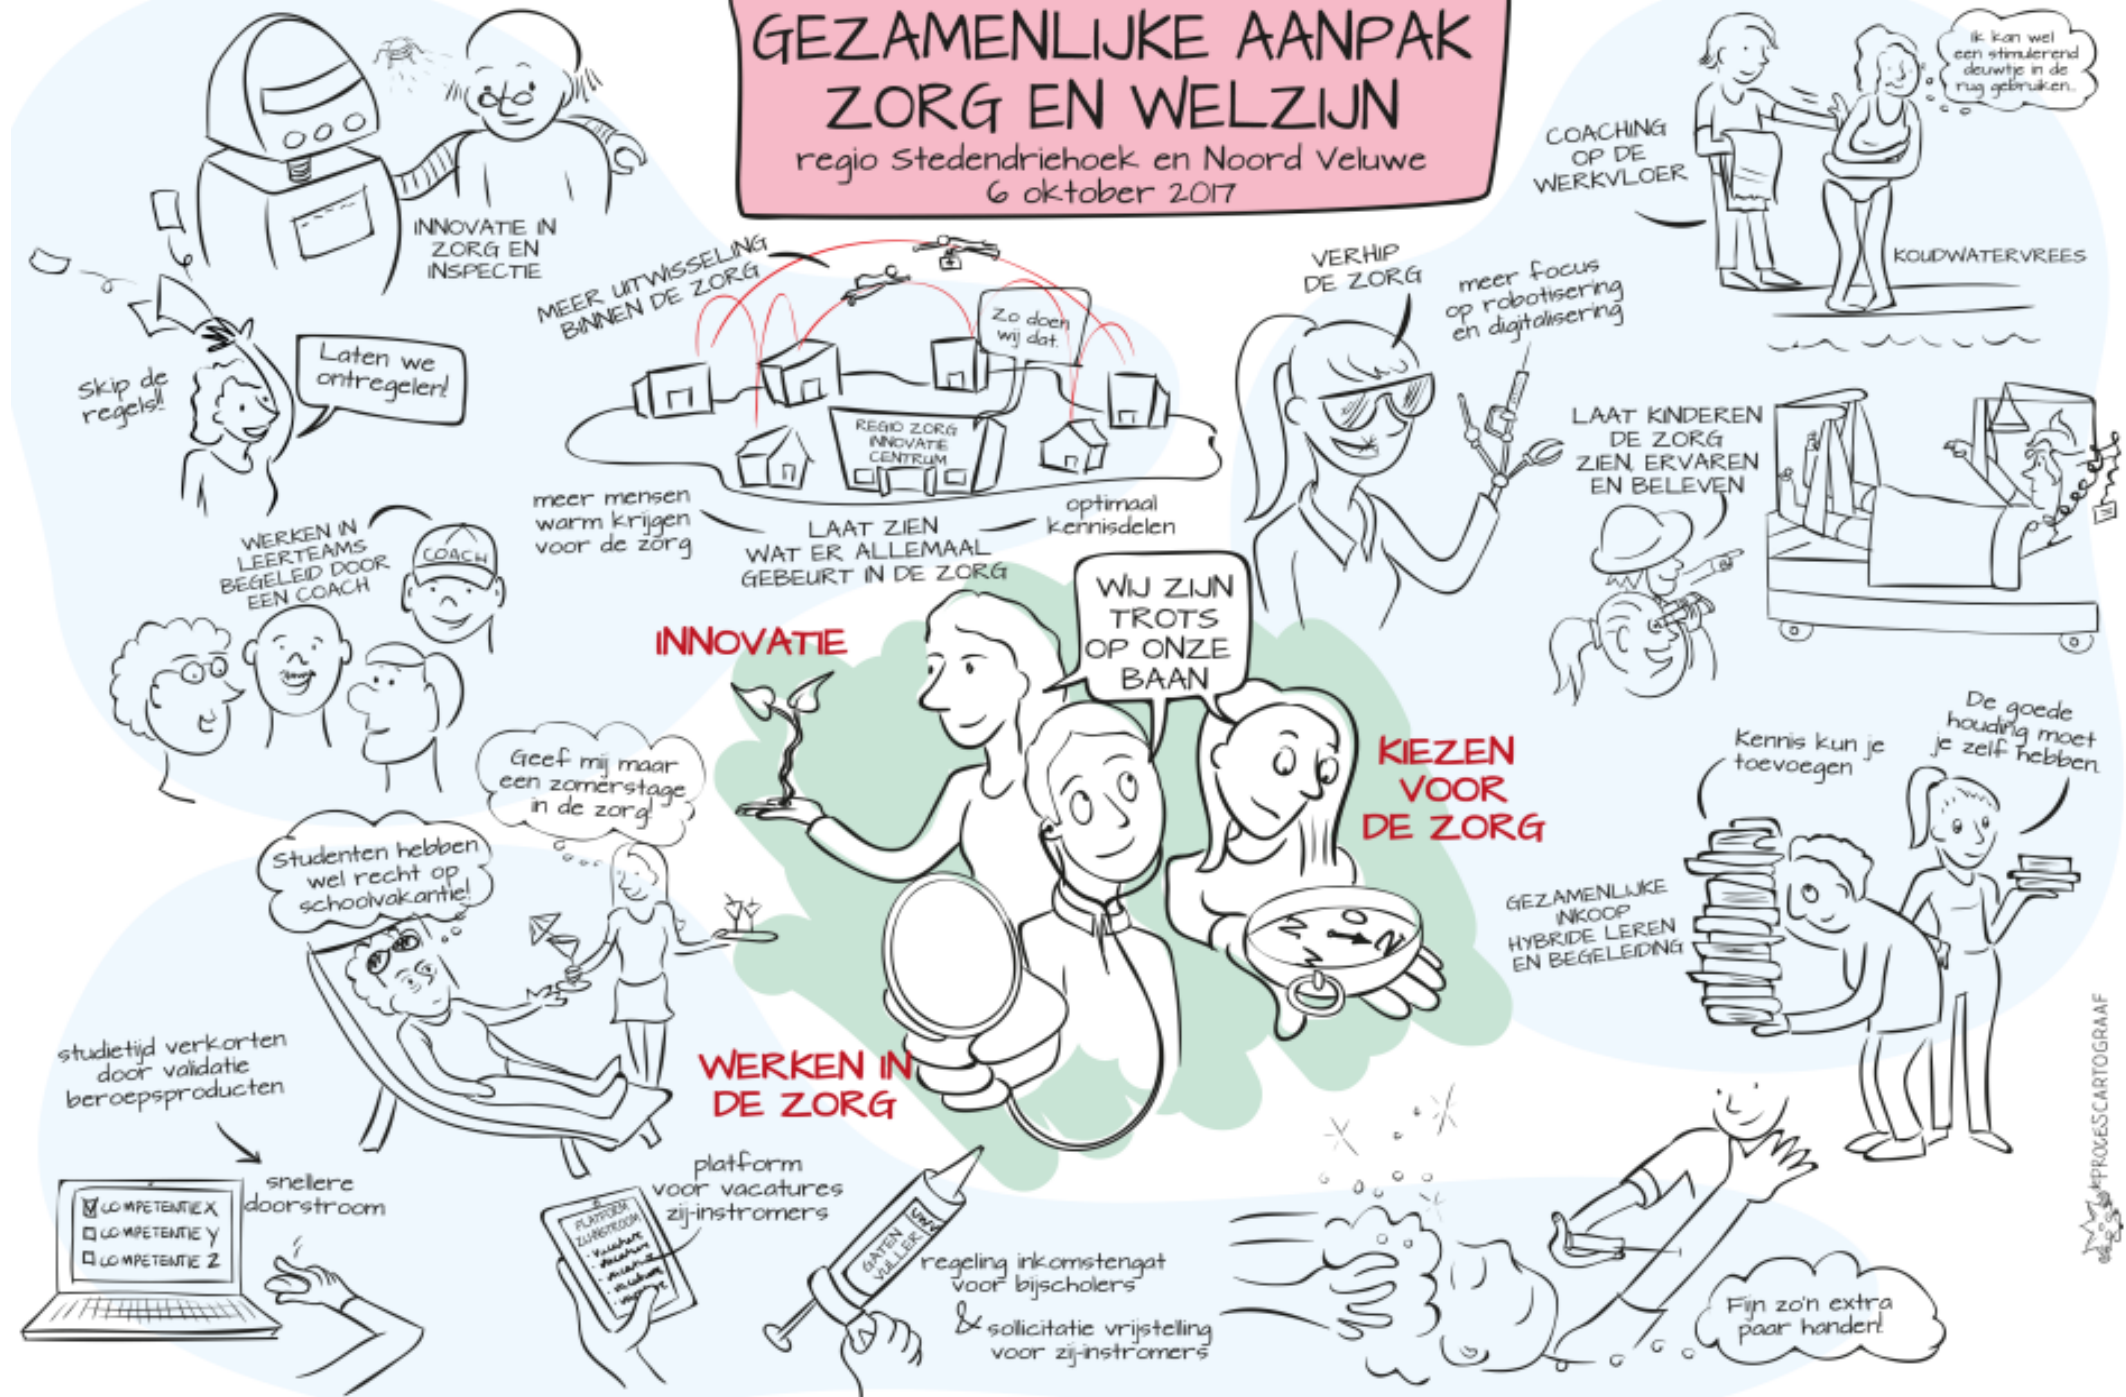 GEZAMENLIJKE AANPAK
ZORG EN WELZIJN
regio Stedendriehoek en Noord Veluwe
6 oktober 2017
INNOVATIE IN
ZORG EN
INSPECTIE
Skip de
regels!!
Laten we
ontregelen!
MEER UITWISSELING
BINNEN DE ZORG
Zo doen
wij dat.
REGIO ZORG
INNOVATIE
CENTRUM
meer mensen
warm krijgen
voor de zorg
LAAT ZIEN
WAT ER ALLEMAAL
GEBEURT IN DE ZORG
optimaal
kennisdelen
VERHIP
DE ZORG
meer focus
op robotisering
en digitalisering
COACHING
OP DE
WERKVLOER
Ik kan wel
een stimulerend
deuwtje in de
rug gebruiken..
KOUDWATERVREES
LAAT KINDEREN
DE ZORG
ZIEN, ERVAREN
EN BELEVEN
WERKEN IN
LEERTEAMS
BEGELEID DOOR
EEN COACH
COACH
INNOVATIE
WIJ ZIJN
TROTS
OP ONZE
BAAN
KIEZEN
VOOR
DE ZORG
N
O
Z
W
WERKEN IN
DE ZORG
Kennis kun je
toevoegen
De goede
houding moet
je zelf hebben.
GEZAMENLIJKE
INKOOP
HYBRIDE LEREN
EN BEGELEIDING
Geef mij maar
een zomerstage
in de zorg!
Studenten hebben
wel recht op
schoolvakantie!
studietijd verkorten
door validatie
beroepsproducten
snellere
doorstroom
COMPETENTIE X
COMPETENTIE Y
COMPETENTIE Z
platform
voor vacatures
zij-instromers
PLATFORM
ZIJINSTROOM
• vacature
• vacature
• vacature
• vacature
• vacature
GATEN
VULLER
UWV
regeling inkomstengat
voor bijscholers
& sollicitatie vrijstelling
voor zij-instromers
Fijn zo'n extra
paar handen!
PROCESCARTOGRAAF